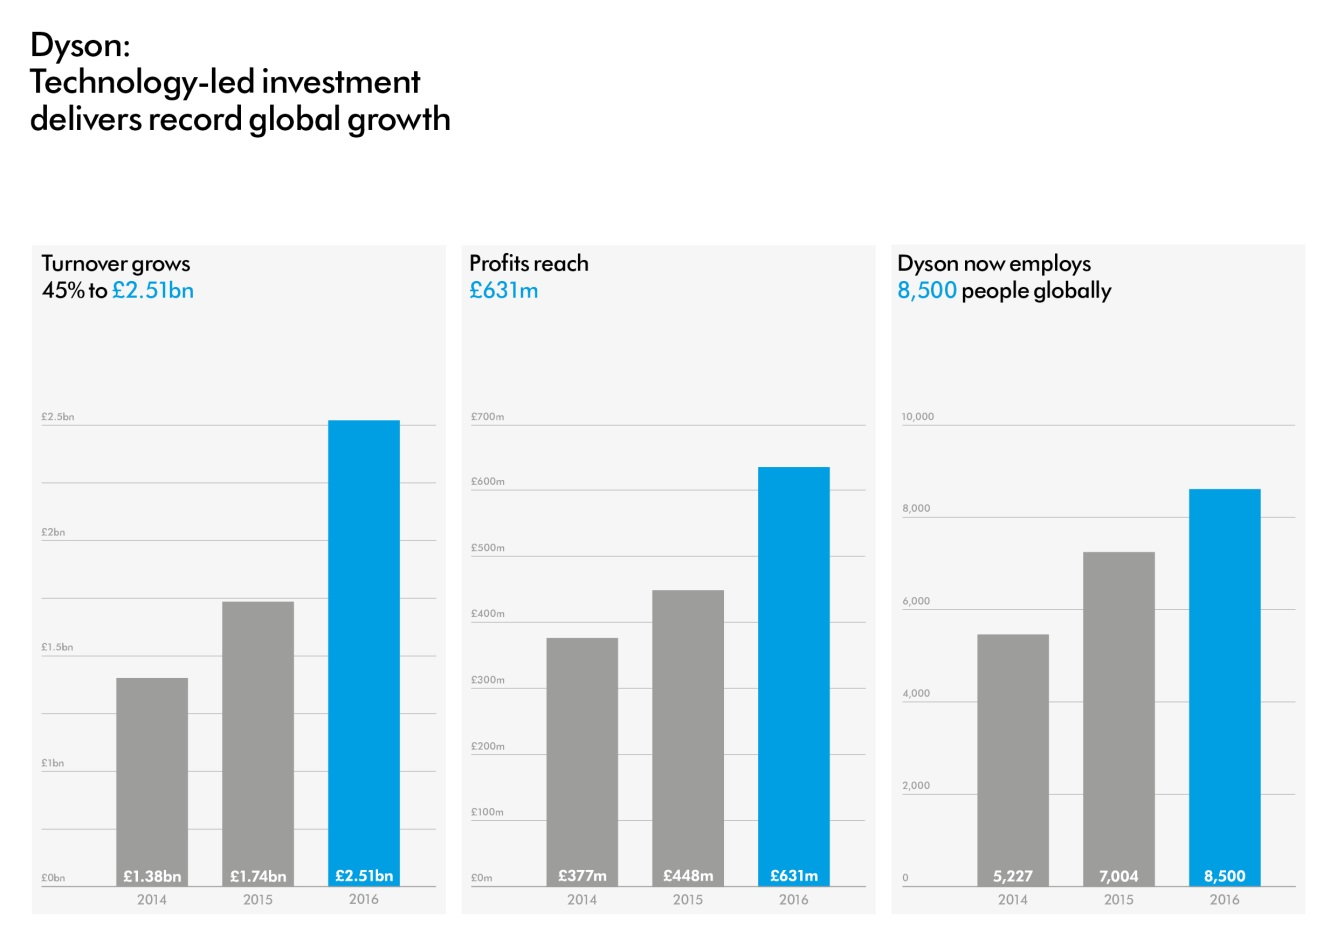 Dyson:
Technology-led investment
delivers record global growth
Turnover grows
45% to £2.51bn
£2.5bn
£2bn
£1.5bn
£1bn
£0bn
£1.38bn
£1.74bn
£2.51bn
2014
2015
2016
Profits reach
£631m
£700m
£600m
£500m
£400m
£300m
£200m
£100m
£0m
£377m
£448m
£631m
2014
2015
2016
Dyson now employs
8,500 people globally
10,000
8,000
6,000
4,000
2,000
0
5,227
7,004
8,500
2014
2015
2016